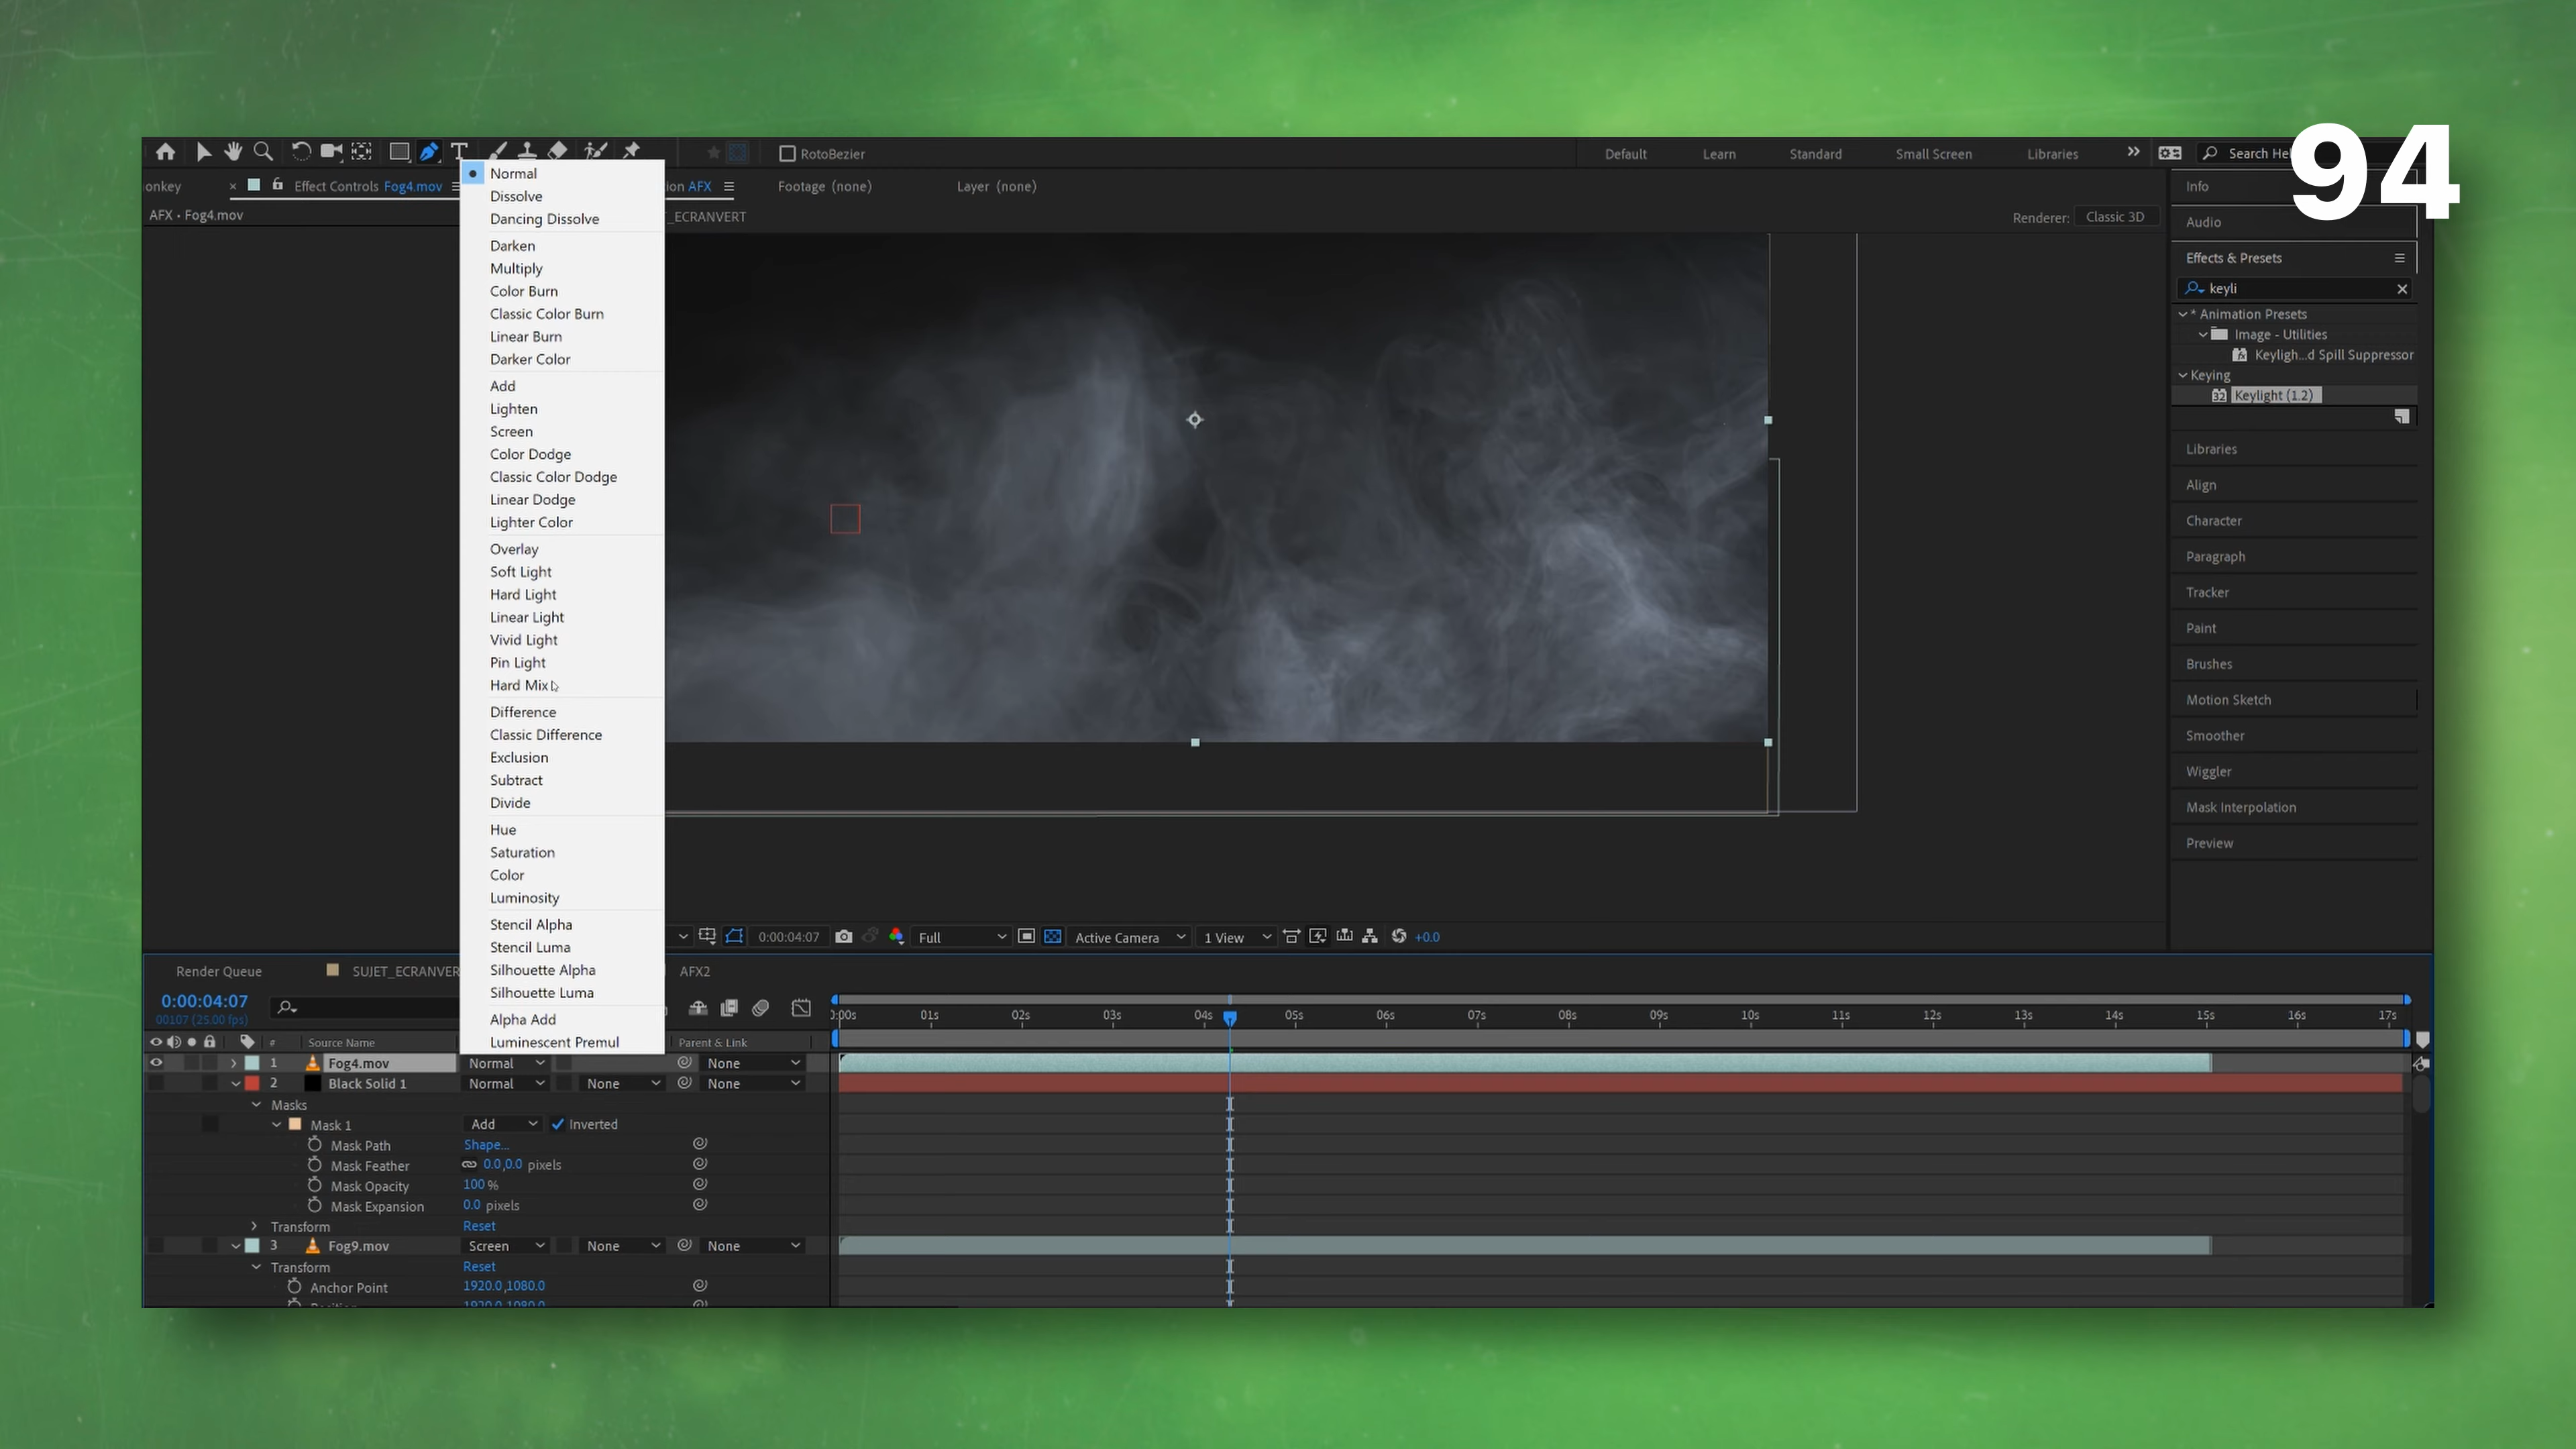 94
T
RotoBezier
Default
Learn
Standard
Small Screen
Libraries
Search He
onkey
Effect Controls Fog4.mov
ion AFX
Footage (none)
Layer (none)
AFX • Fog4.mov
_ECRANVERT
Renderer: Classic 3D
Normal
Dissolve
Dancing Dissolve
Darken
Multiply
Color Burn
Classic Color Burn
Linear Burn
Darker Color
Add
Lighten
Screen
Color Dodge
Classic Color Dodge
Linear Dodge
Lighter Color
Overlay
Soft Light
Hard Light
Linear Light
Vivid Light
Pin Light
Hard Mix
Difference
Classic Difference
Exclusion
Subtract
Divide
Hue
Saturation
Color
Luminosity
Stencil Alpha
Stencil Luma
Silhouette Alpha
Silhouette Luma
Alpha Add
Luminescent Premul
Info
Audio
Effects & Presets
keyli
* Animation Presets
Image - Utilities
Keyligh...d Spill Suppressor
Keying
32 Keylight (1.2)
Libraries
Align
Character
Paragraph
Tracker
Paint
Brushes
Motion Sketch
Smoother
Wiggler
Mask Interpolation
Preview
0:00:04:07
Full
Active Camera
1 View
+0.0
Render Queue
SUJET_ECRANVER
AFX2
0:00:04:07
00107 (25.00 fps)
:00s 01s 02s 03s 04s 05s 06s 07s 08s 09s 10s 11s 12s 13s 14s 15s 16s 17s
# Source Name
Parent & Link
1 Fog4.mov Normal None
2 Black Solid 1 Normal None None
Masks
Mask 1 Add Inverted
Mask Path Shape...
Mask Feather 0.0,0.0 pixels
Mask Opacity 100 %
Mask Expansion 0.0 pixels
Transform Reset
3 Fog9.mov Screen None None
Transform Reset
Anchor Point 1920.0,1080.0